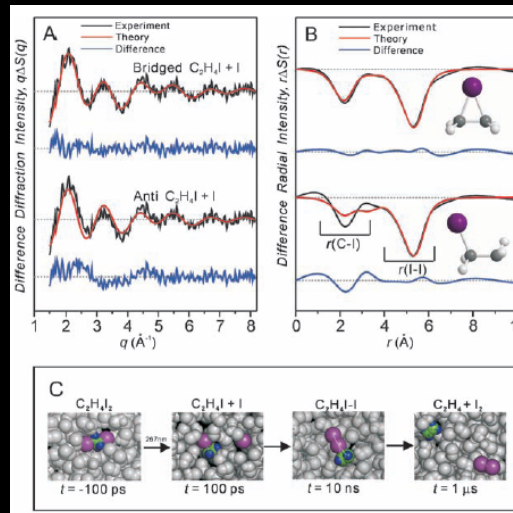 A
Experiment
Theory
Difference
Bridged C₂H₄I + I
Anti C₂H₄I + I
Difference Diffraction Intensity, qΔS(q)
1 2 3 4 5 6 7 8
q (Å⁻¹)
B
Experiment
Theory
Difference
r(C-I)
r(I-I)
Difference Radial Intensity, rΔS(r)
0 2 4 6 8 10
r (Å)
C
C₂H₄I₂ C₂H₄I + I C₂H₄I-I C₂H₄ + I₂
267nm
t = -100 ps t = 100 ps t = 10 ns t = 1 μs